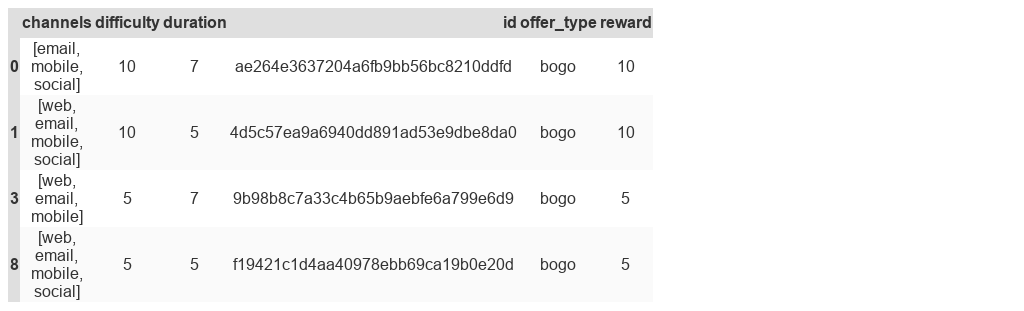 channels difficulty duration id offer_type reward
[email,
0 mobile, 10 7 ae264e3637204a6fb9bb56bc8210ddfd bogo 10
social]
[web,
email,
1 10 5 4d5c57ea9a6940dd891ad53e9dbe8da0 bogo 10
mobile,
social]
[web,
3 email, 5 7 9b98b8c7a33c4b65b9aebfe6a799e6d9 bogo 5
mobile]
[web,
email,
8 5 5 f19421c1d4aa40978ebb69ca19b0e20d bogo 5
mobile,
social]